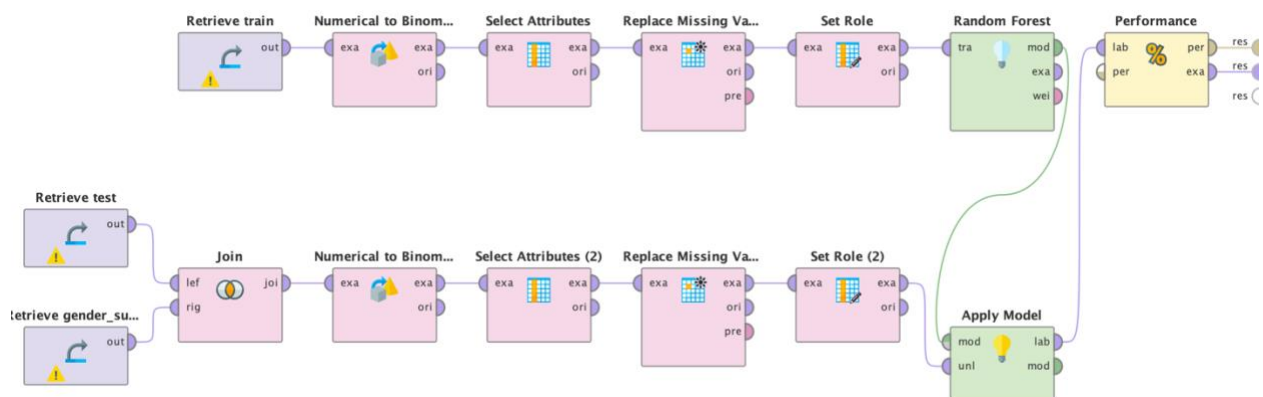 Retrieve train
Numerical to Binom...
Select Attributes
Replace Missing Va...
Set Role
Random Forest
Performance
out
exa exa
ori
exa exa
ori
exa exa
ori
pre
exa exa
ori
tra mod
exa
wei
lab per
per exa
res
res
res
Retrieve test
out
Join
Numerical to Binom...
Select Attributes (2)
Replace Missing Va...
Set Role (2)
lef joi
rig
exa exa
ori
exa exa
ori
exa exa
ori
pre
exa exa
ori
etrieve gender_su...
out
Apply Model
mod lab
unl mod